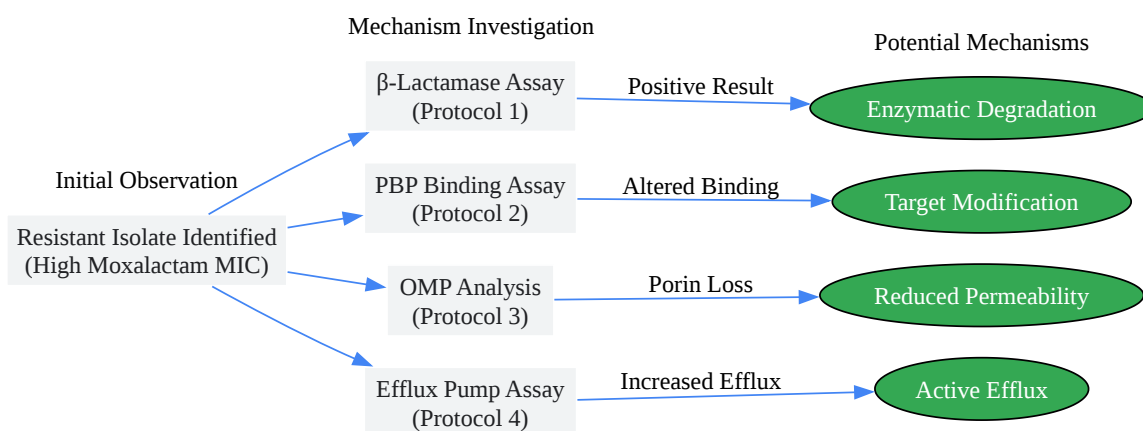 Mechanism Investigation
Potential Mechanisms
β-Lactamase Assay
(Protocol 1)
Positive Result
Enzymatic Degradation
Initial Observation
PBP Binding Assay
(Protocol 2)
Altered Binding
Target Modification
Resistant Isolate Identified
(High Moxalactam MIC)
OMP Analysis
(Protocol 3)
Porin Loss
Reduced Permeability
Efflux Pump Assay
(Protocol 4)
Increased Efflux
Active Efflux